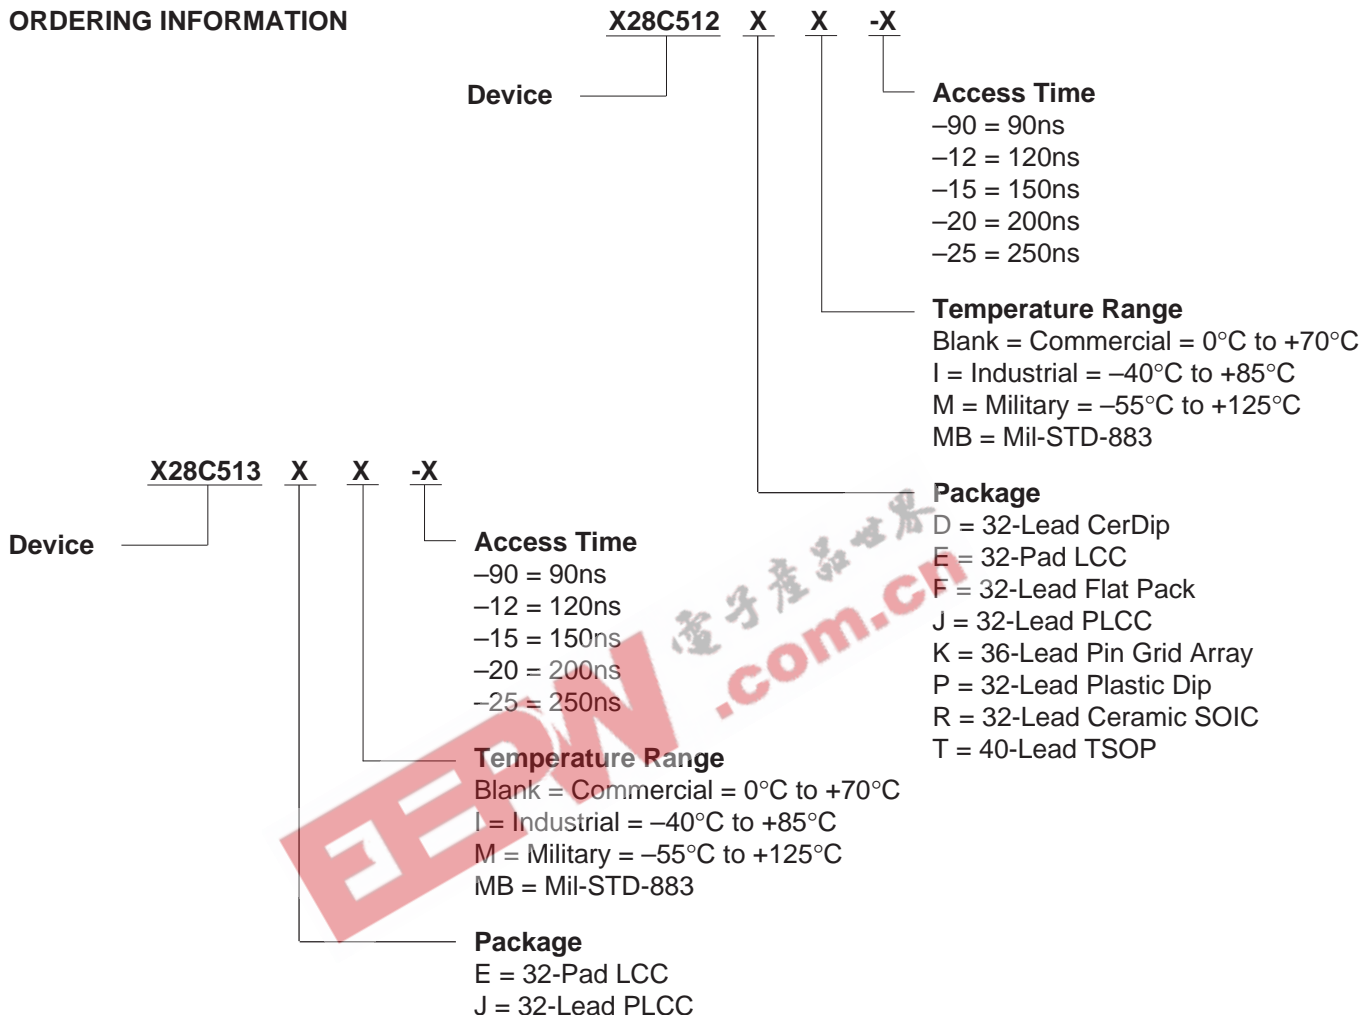 ORDERING INFORMATION
X28C512 X X -X
Device
Access Time
–90 = 90ns
–12 = 120ns
–15 = 150ns
–20 = 200ns
–25 = 250ns
Temperature Range
Blank = Commercial = 0°C to +70°C
I = Industrial = –40°C to +85°C
M = Military = –55°C to +125°C
MB = Mil-STD-883
Package
D = 32-Lead CerDip
E = 32-Pad LCC
F = 32-Lead Flat Pack
J = 32-Lead PLCC
K = 36-Lead Pin Grid Array
P = 32-Lead Plastic Dip
R = 32-Lead Ceramic SOIC
T = 40-Lead TSOP
X28C513 X X -X
Device
Access Time
–90 = 90ns
–12 = 120ns
–15 = 150ns
–20 = 200ns
–25 = 250ns
Temperature Range
Blank = Commercial = 0°C to +70°C
I = Industrial = –40°C to +85°C
M = Military = –55°C to +125°C
MB = Mil-STD-883
Package
E = 32-Pad LCC
J = 32-Lead PLCC
EEPW .com.cn
電子產品世界